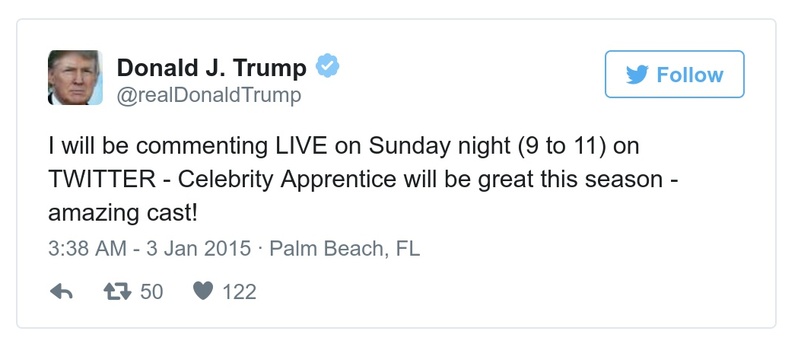 Donald J. Trump
@realDonaldTrump
Follow
I will be commenting LIVE on Sunday night (9 to 11) on
TWITTER - Celebrity Apprentice will be great this season -
amazing cast!
3:38 AM - 3 Jan 2015 · Palm Beach, FL
50 122